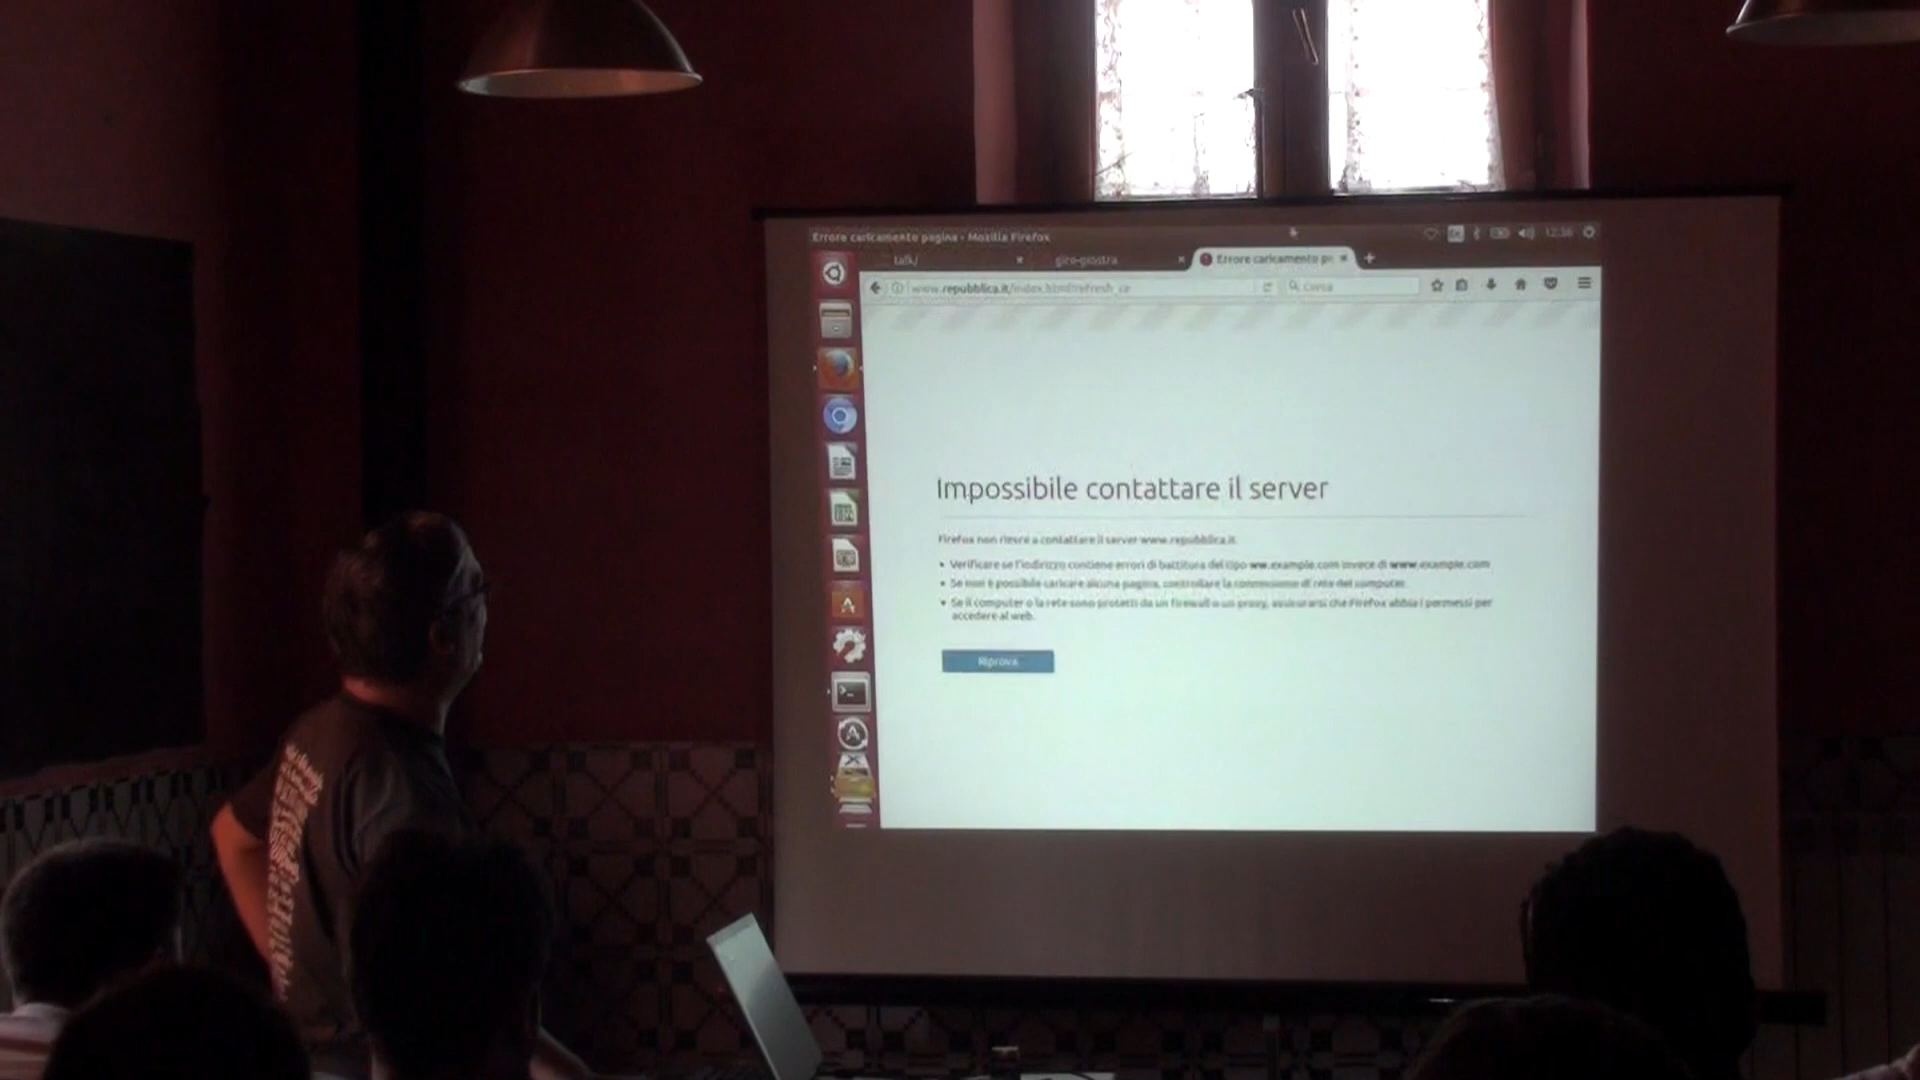 Errore caricamento pagina - Mozilla Firefox
12:36
talk/
giro-giostra
Errore caricamento p
www.repubblica.it/index.html?refresh_ce
Cerca
Impossibile contattare il server
Firefox non riesce a contattare il server www.repubblica.it.
Verificare se l'indirizzo contiene errori di battitura del tipo ww.example.com invece di www.example.com
Se non è possibile caricare alcuna pagina, controllare la connessione di rete del computer.
Se il computer o la rete sono protetti da un firewall o un proxy, assicurarsi che Firefox abbia i permessi per
accedere al web.
Riprova